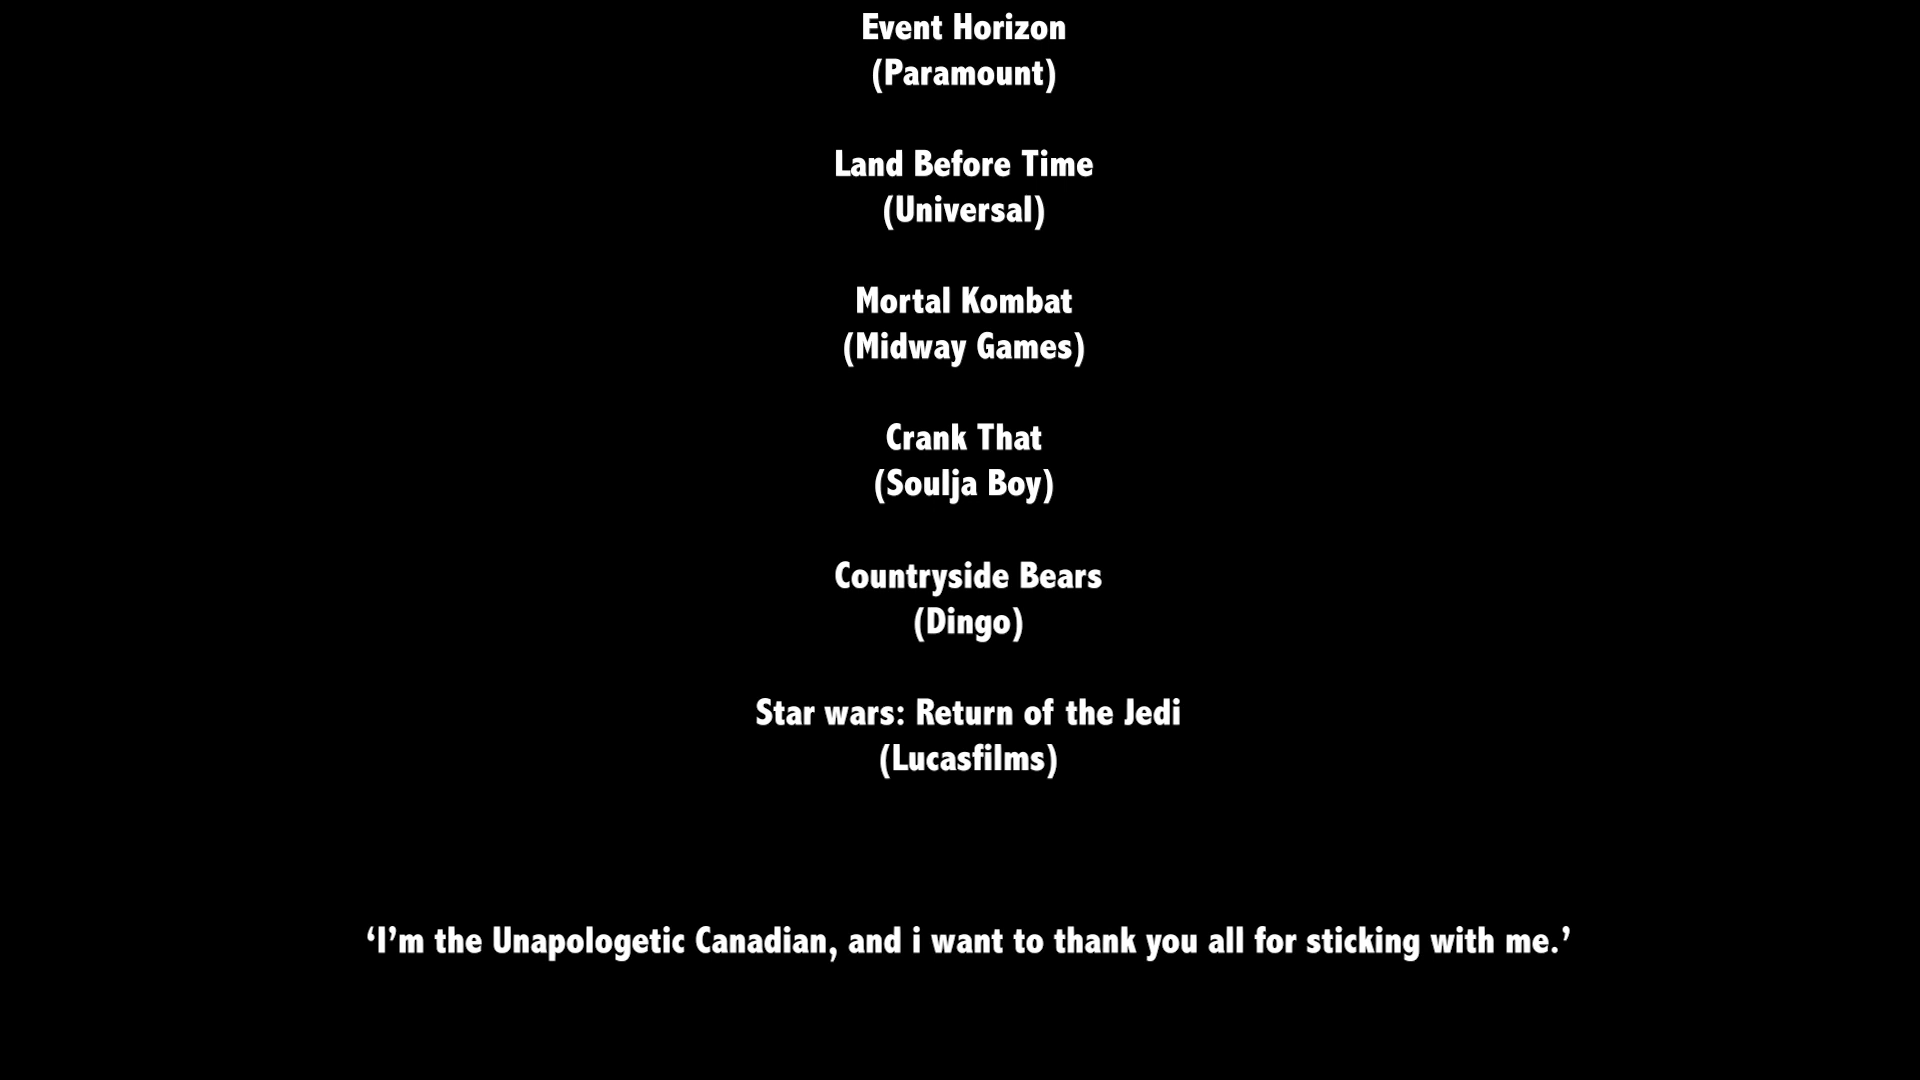 Event Horizon
(Paramount)
Land Before Time
(Universal)
Mortal Kombat
(Midway Games)
Crank That
(Soulja Boy)
Countryside Bears
(Dingo)
Star wars: Return of the Jedi
(Lucasfilms)
‘I’m the Unapologetic Canadian, and i want to thank you all for sticking with me.’